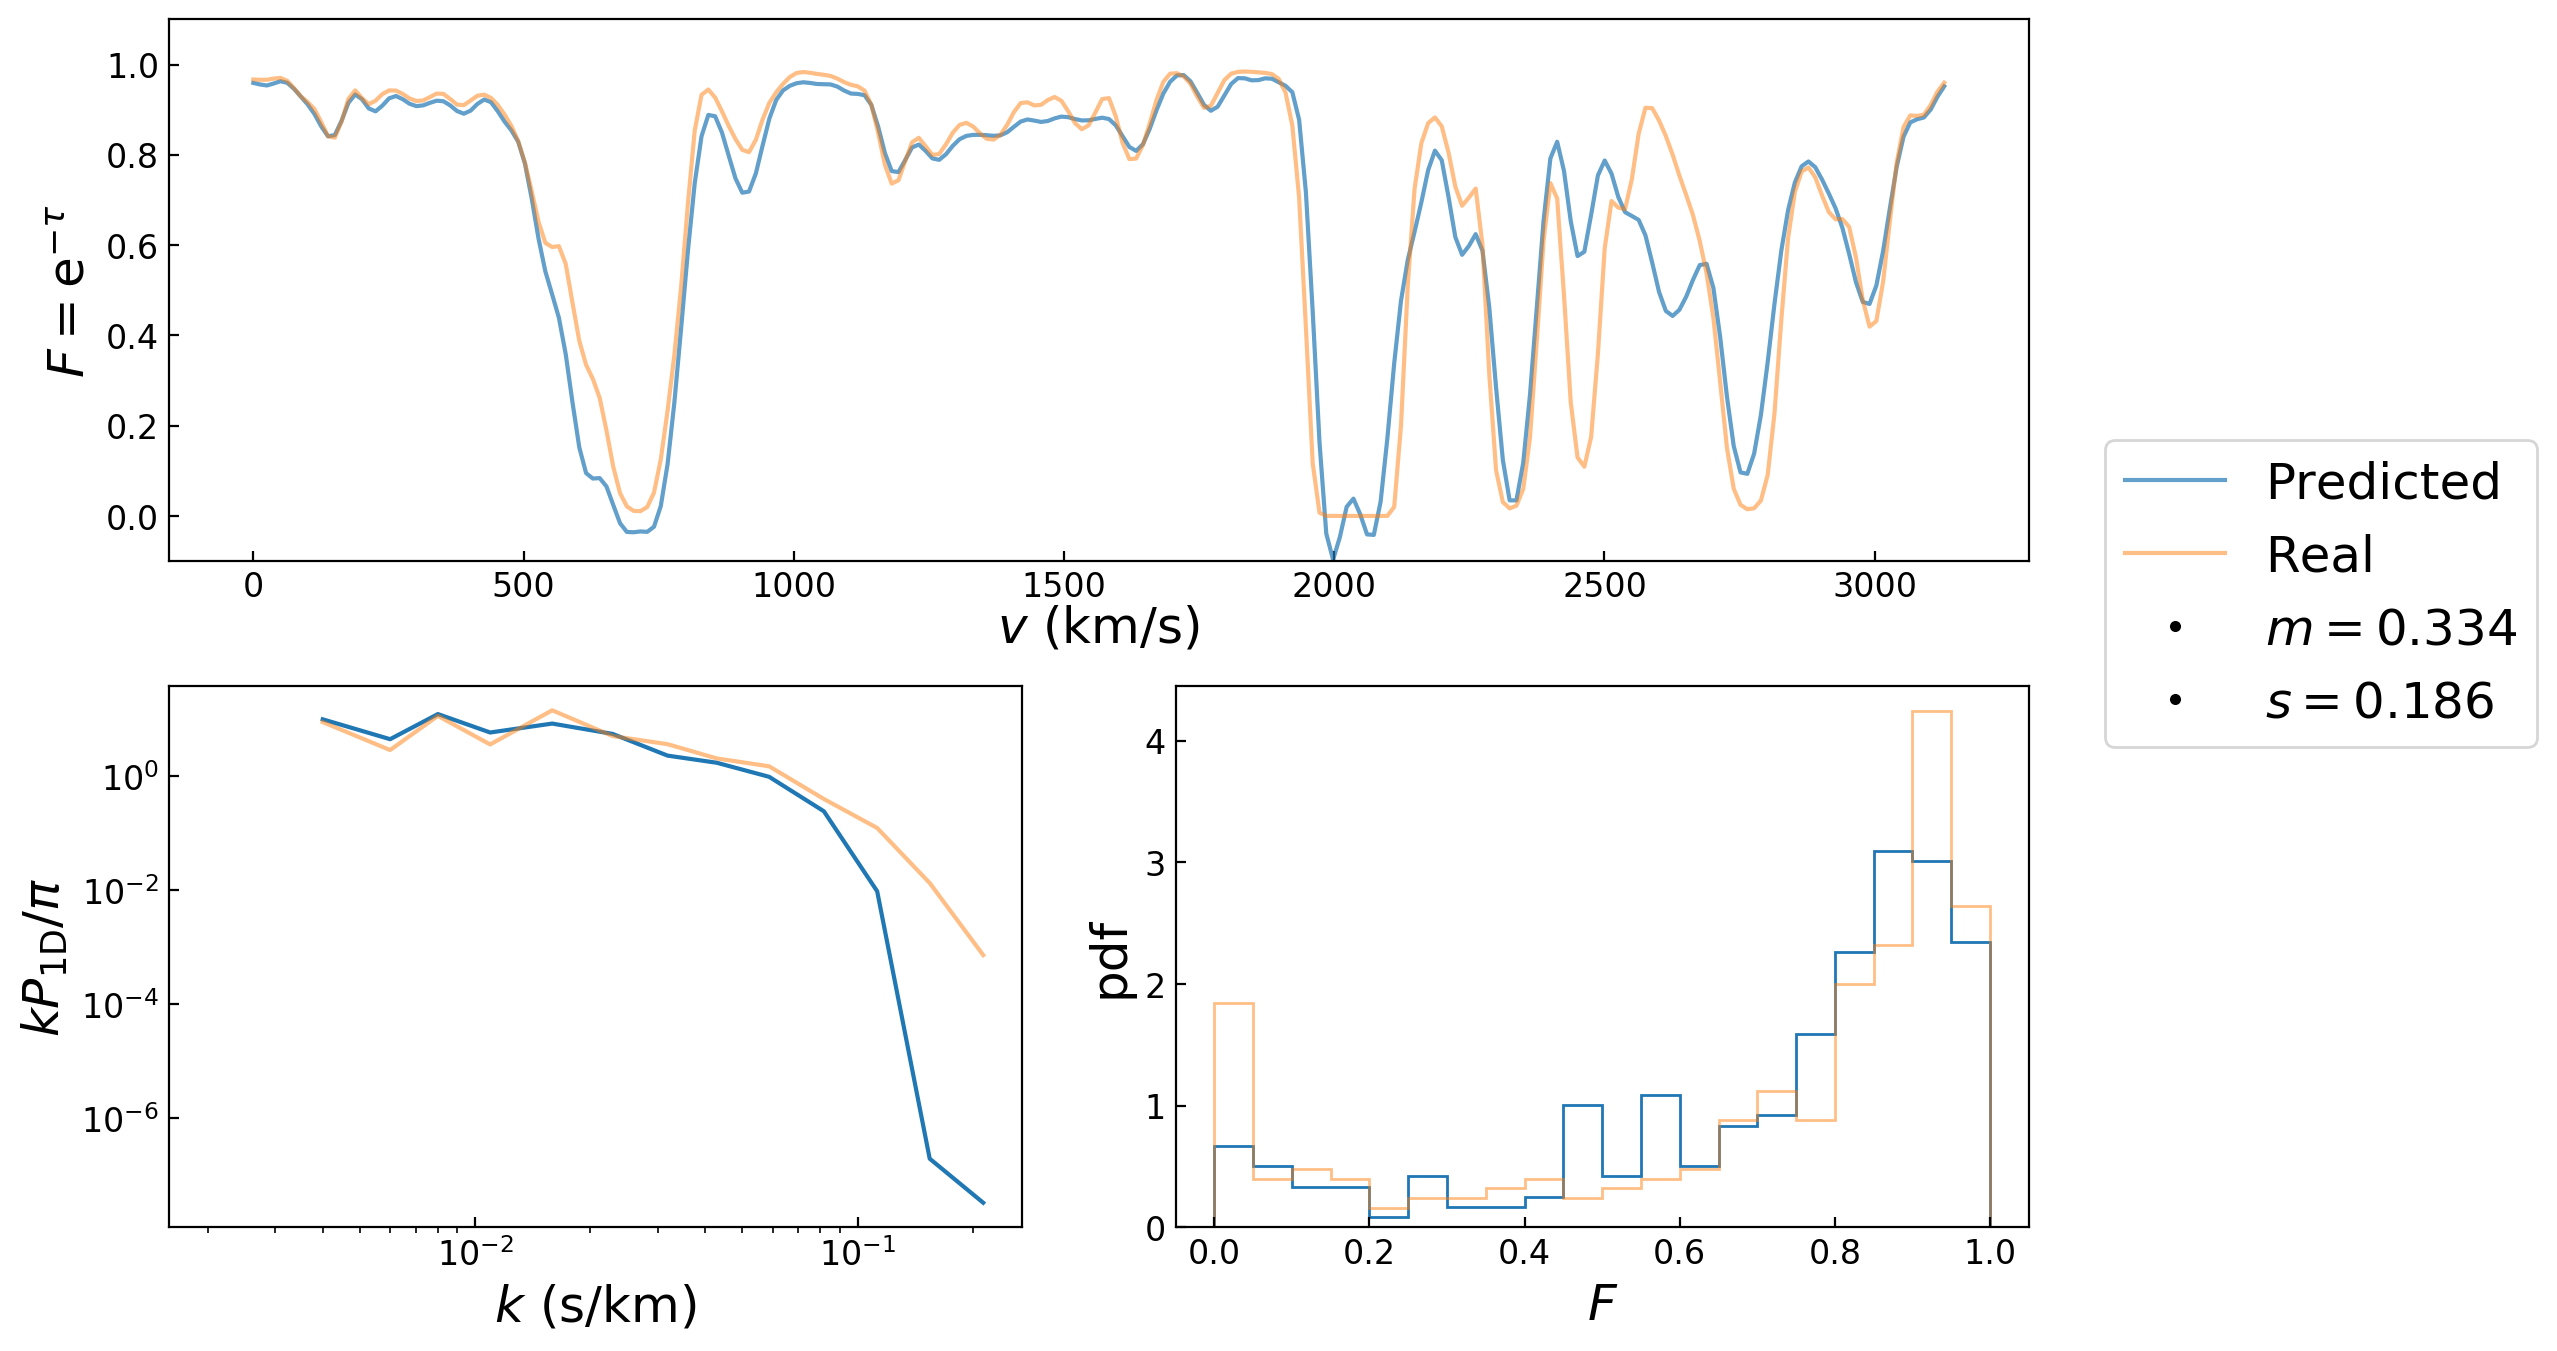 F = e^{−τ}
1.0
0.8
0.6
0.4
0.2
0.0
0 500 1000 1500 2000 2500 3000
v (km/s)
Predicted
Real
m = 0.334
s = 0.186
kP_{1D}/π
10^{0}
10^{−2}
10^{−4}
10^{−6}
10^{−2} 10^{−1}
k (s/km)
pdf
4
3
2
1
0
0.0 0.2 0.4 0.6 0.8 1.0
F